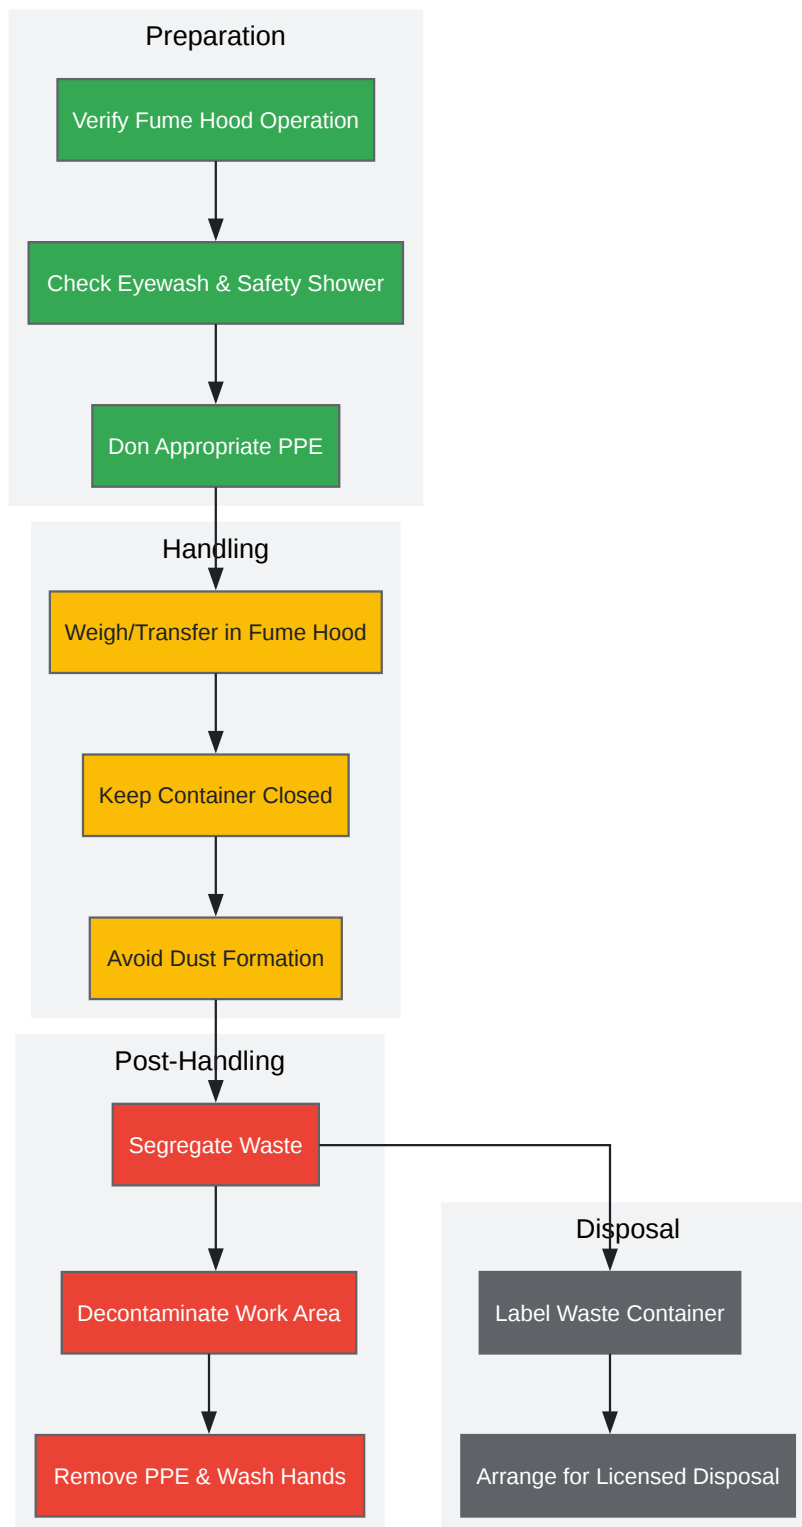 Preparation
Verify Fume Hood Operation
Check Eyewash & Safety Shower
Don Appropriate PPE
Handling
Weigh/Transfer in Fume Hood
Keep Container Closed
Avoid Dust Formation
Post-Handling
Segregate Waste
Decontaminate Work Area
Remove PPE & Wash Hands
Disposal
Label Waste Container
Arrange for Licensed Disposal